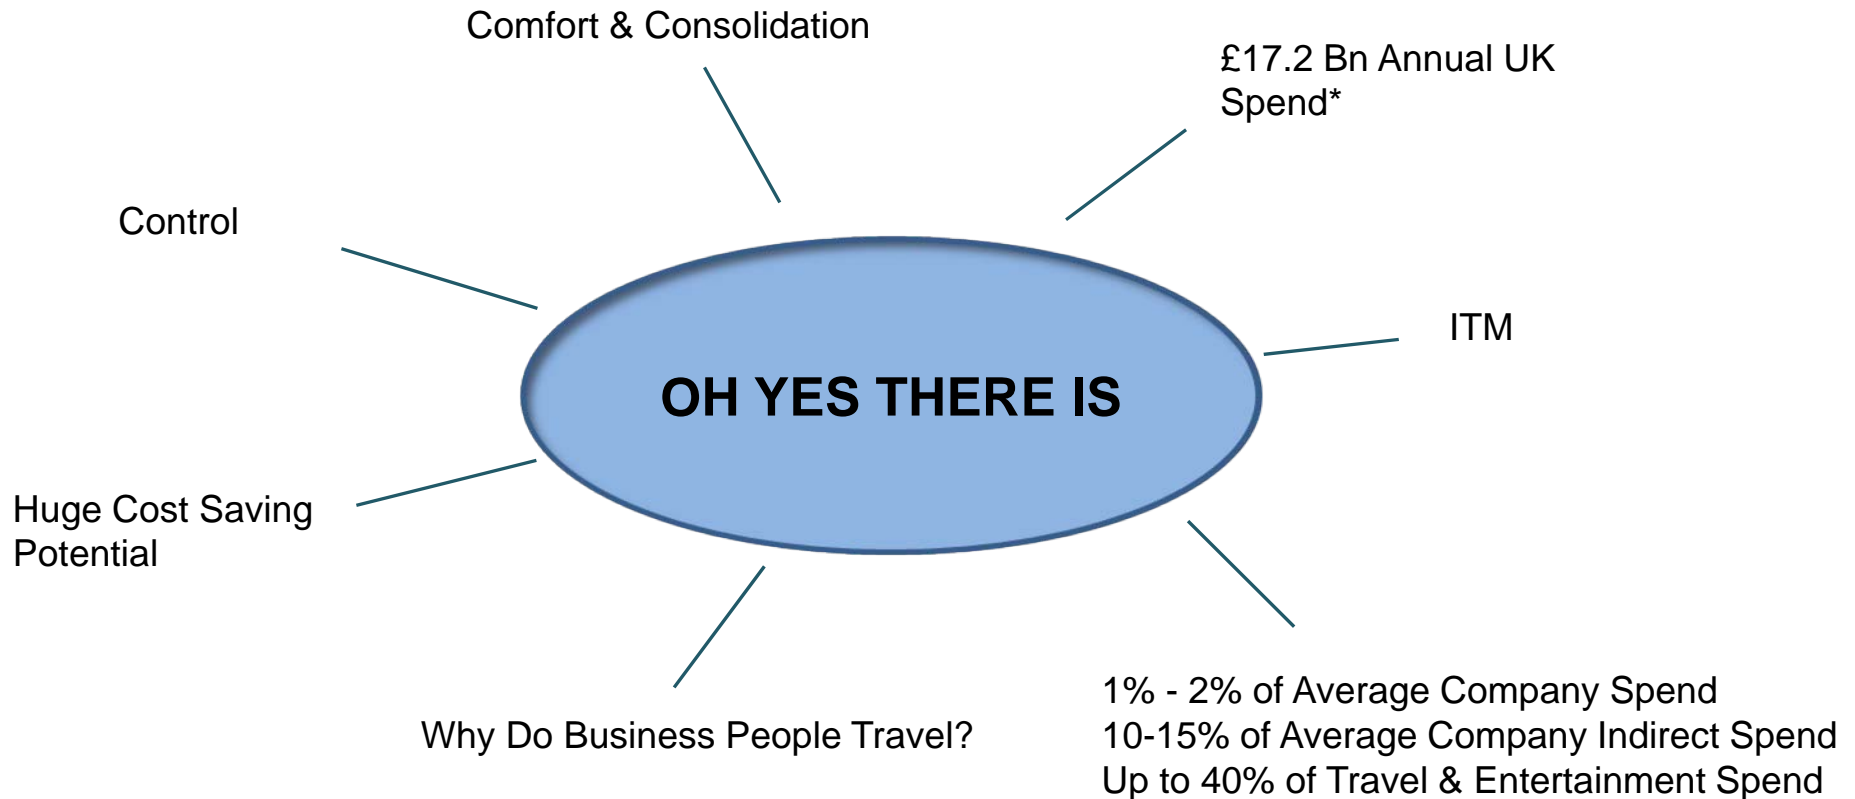 Comfort & Consolidation
£17.2 Bn Annual UK
Spend*
Control
ITM
OH YES THERE IS
Huge Cost Saving
Potential
Why Do Business People Travel?
1% - 2% of Average Company Spend
10-15% of Average Company Indirect Spend
Up to 40% of Travel & Entertainment Spend